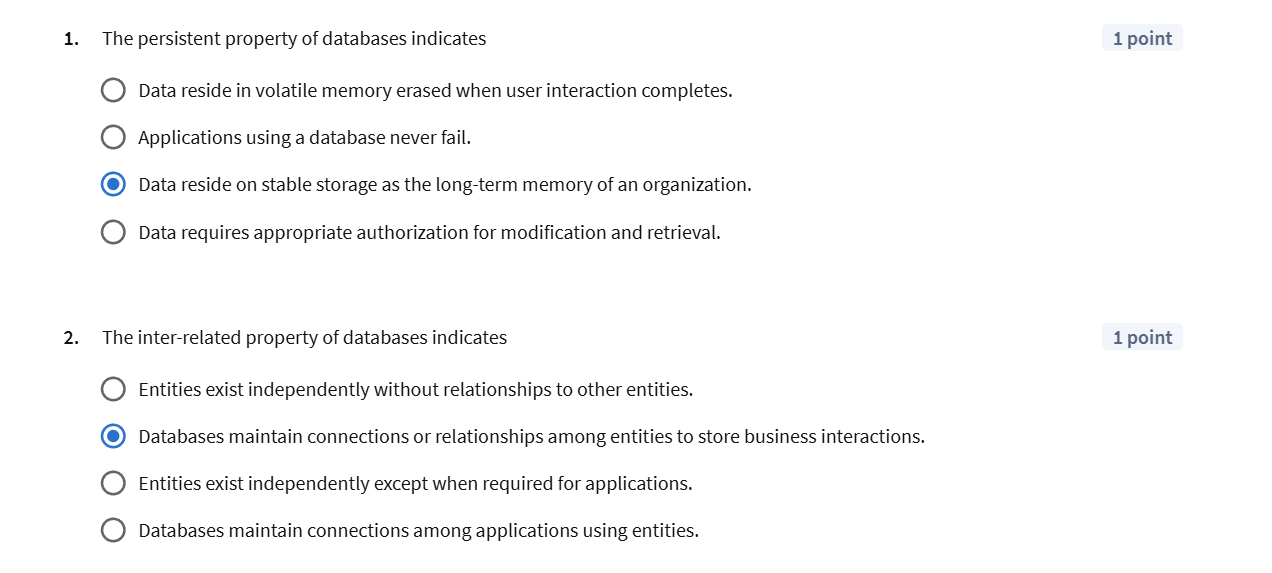 1. The persistent property of databases indicates 1 point
Data reside in volatile memory erased when user interaction completes.
Applications using a database never fail.
Data reside on stable storage as the long-term memory of an organization.
Data requires appropriate authorization for modification and retrieval.
2. The inter-related property of databases indicates 1 point
Entities exist independently without relationships to other entities.
Databases maintain connections or relationships among entities to store business interactions.
Entities exist independently except when required for applications.
Databases maintain connections among applications using entities.